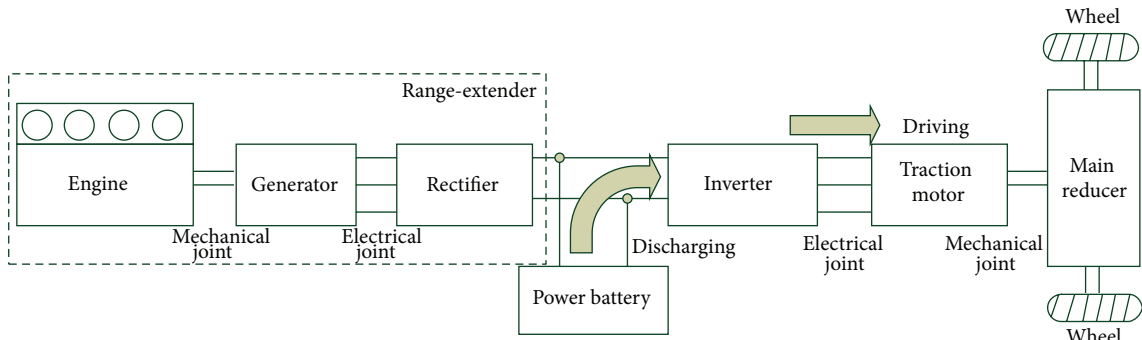 Wheel
Range-extender
Driving
Engine
Generator
Rectifier
Inverter
Traction
motor
Main
reducer
Mechanical
joint
Electrical
joint
Discharging
Electrical
joint
Mechanical
joint
Power battery
Wheel